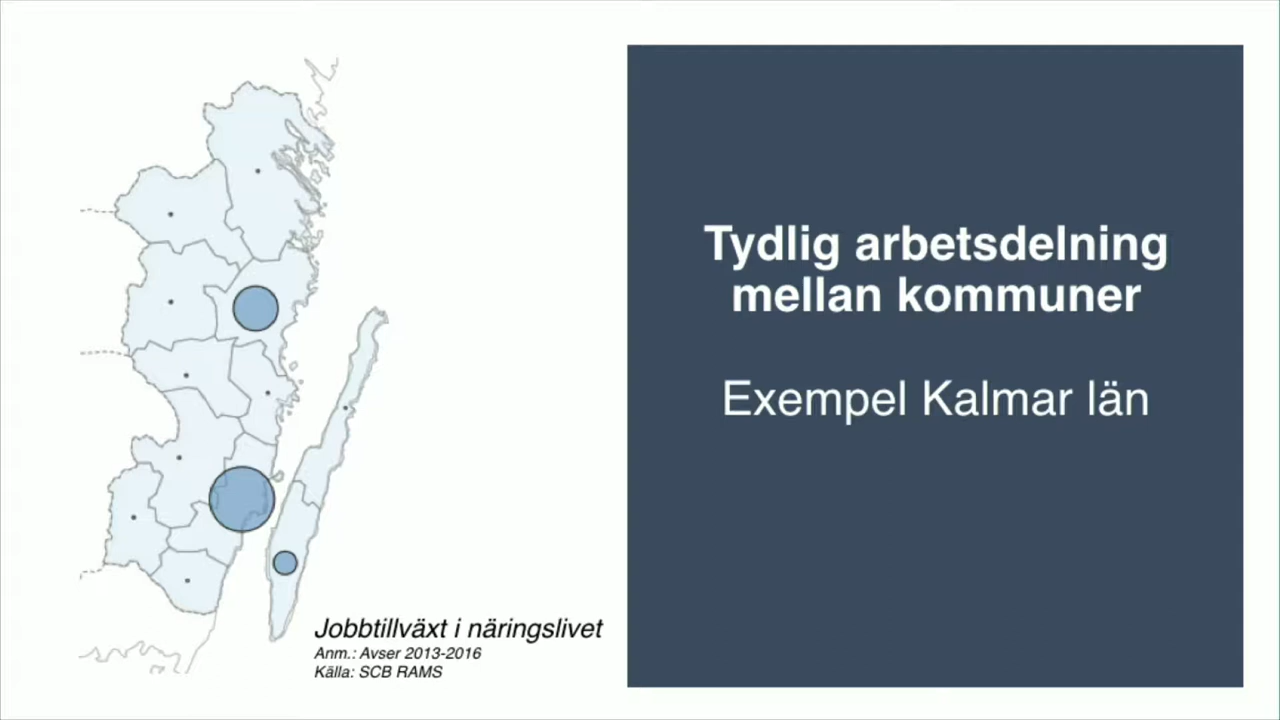 Tydlig arbetsdelning
mellan kommuner
Exempel Kalmar län
Jobbtillväxt i näringslivet
Anm.: Avser 2013-2016
Källa: SCB RAMS